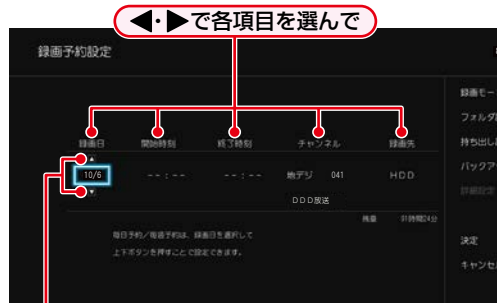 ◀・▶で各項目を選んで
録画予約設定
録画モー
フォルダ
録画日 開始時刻 終了時刻 チャンネル 録画先
持ち出し
バックア
10/6 --:-- --:-- 地デジ 041 HDD
詳細設定
DDD放送
残量 31時間24分
毎日予約/毎週予約は、録画日を選択して
上下ボタンを押すことで設定できます。
決定
キャンセル